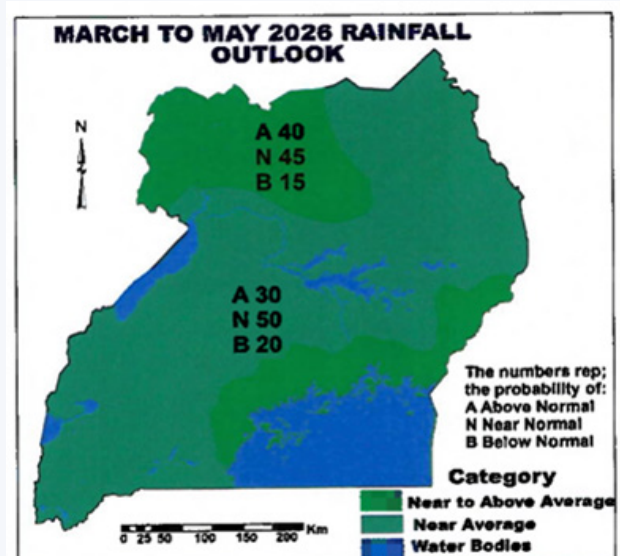 MARCH TO MAY 2026 RAINFALL
OUTLOOK
N
A 40
N 45
B 15
A 30
N 50
B 20
The numbers rep;
the probability of:
A Above Normal
N Near Normal
B Below Normal
Category
Near to Above Average
Near Average
Water Bodies
0 25 50 100 150 200 Km